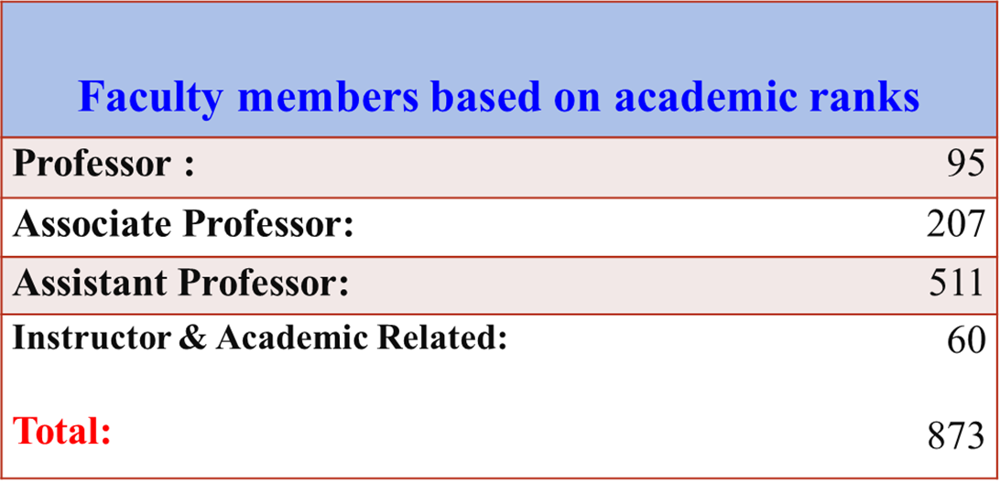 Faculty members based on academic ranks
Professor : 95
Associate Professor: 207
Assistant Professor: 511
Instructor & Academic Related: 60
Total: 873